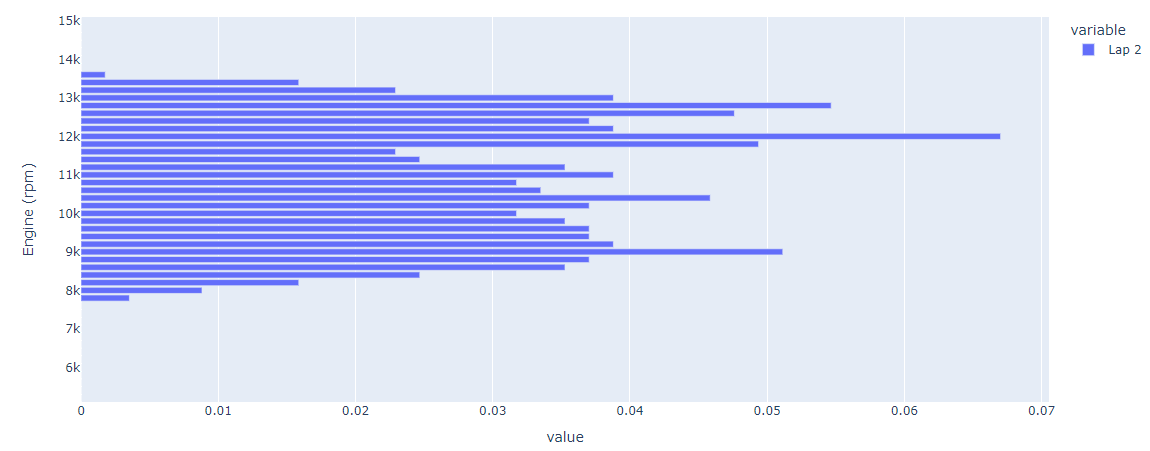 15k
14k
13k
12k
11k
10k
9k
8k
7k
6k
Engine (rpm)
0 0.01 0.02 0.03 0.04 0.05 0.06 0.07
value
variable
Lap 2